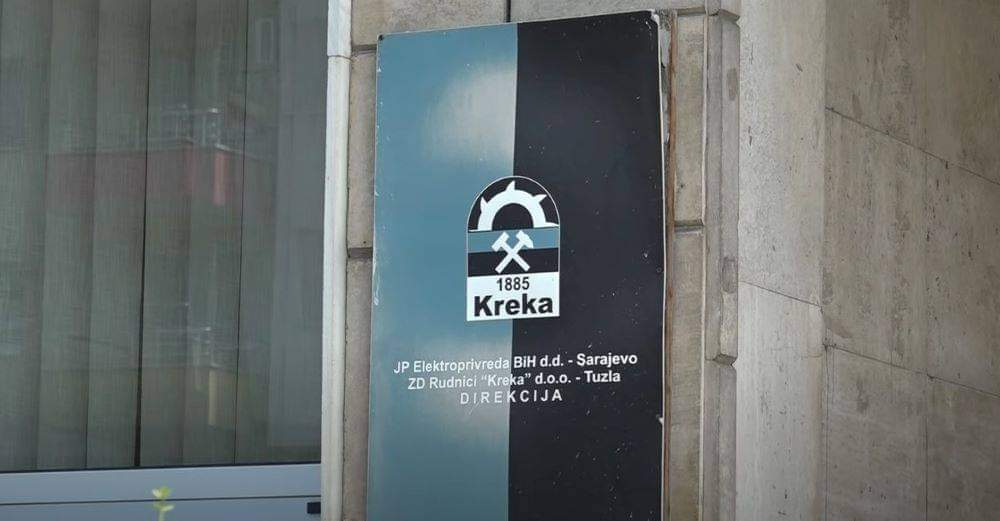 1885
Kreka
JP Elektroprivreda BiH d.d. - Sarajevo
ZD Rudnici "Kreka" d.o.o. - Tuzla
DIREKCIJA